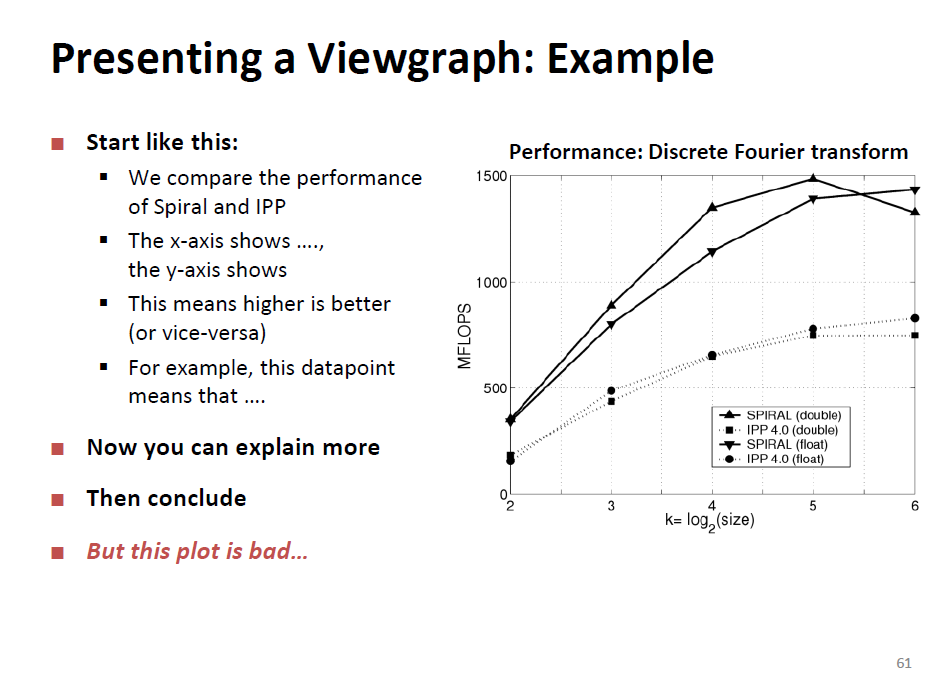 Presenting a Viewgraph: Example
Start like this:
We compare the performance
of Spiral and IPP
The x-axis shows ....,
the y-axis shows
This means higher is better
(or vice-versa)
For example, this datapoint
means that ....
Now you can explain more
Then conclude
But this plot is bad…
Performance: Discrete Fourier transform
1500
1000
500
0
MFLOPS
SPIRAL (double)
IPP 4.0 (double)
SPIRAL (float)
IPP 4.0 (float)
2 3 4 5 6
k= log2(size)
61